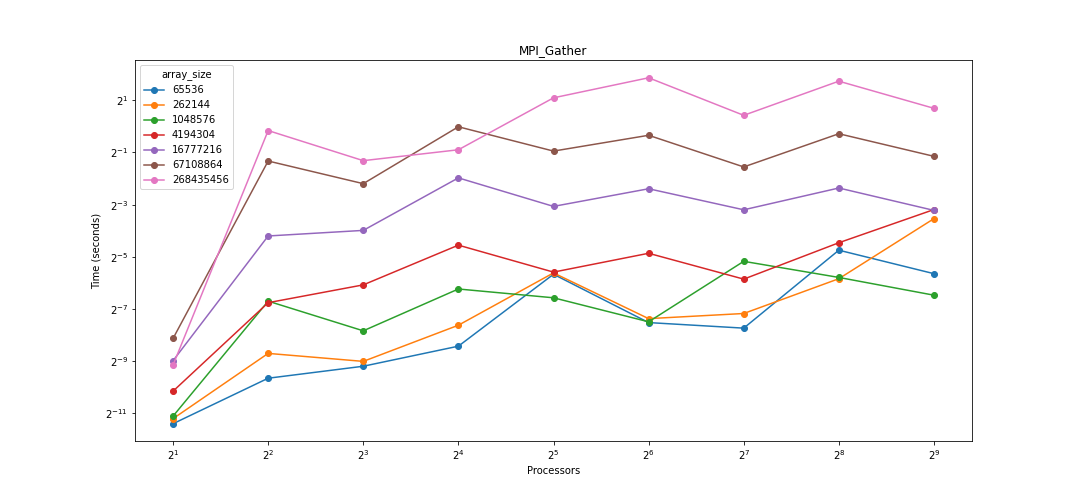 MPI_Gather
array_size
65536
262144
1048576
4194304
16777216
67108864
268435456
Time (seconds)
2^1
2^-1
2^-3
2^-5
2^-7
2^-9
2^-11
2^1 2^2 2^3 2^4 2^5 2^6 2^7 2^8 2^9
Processors